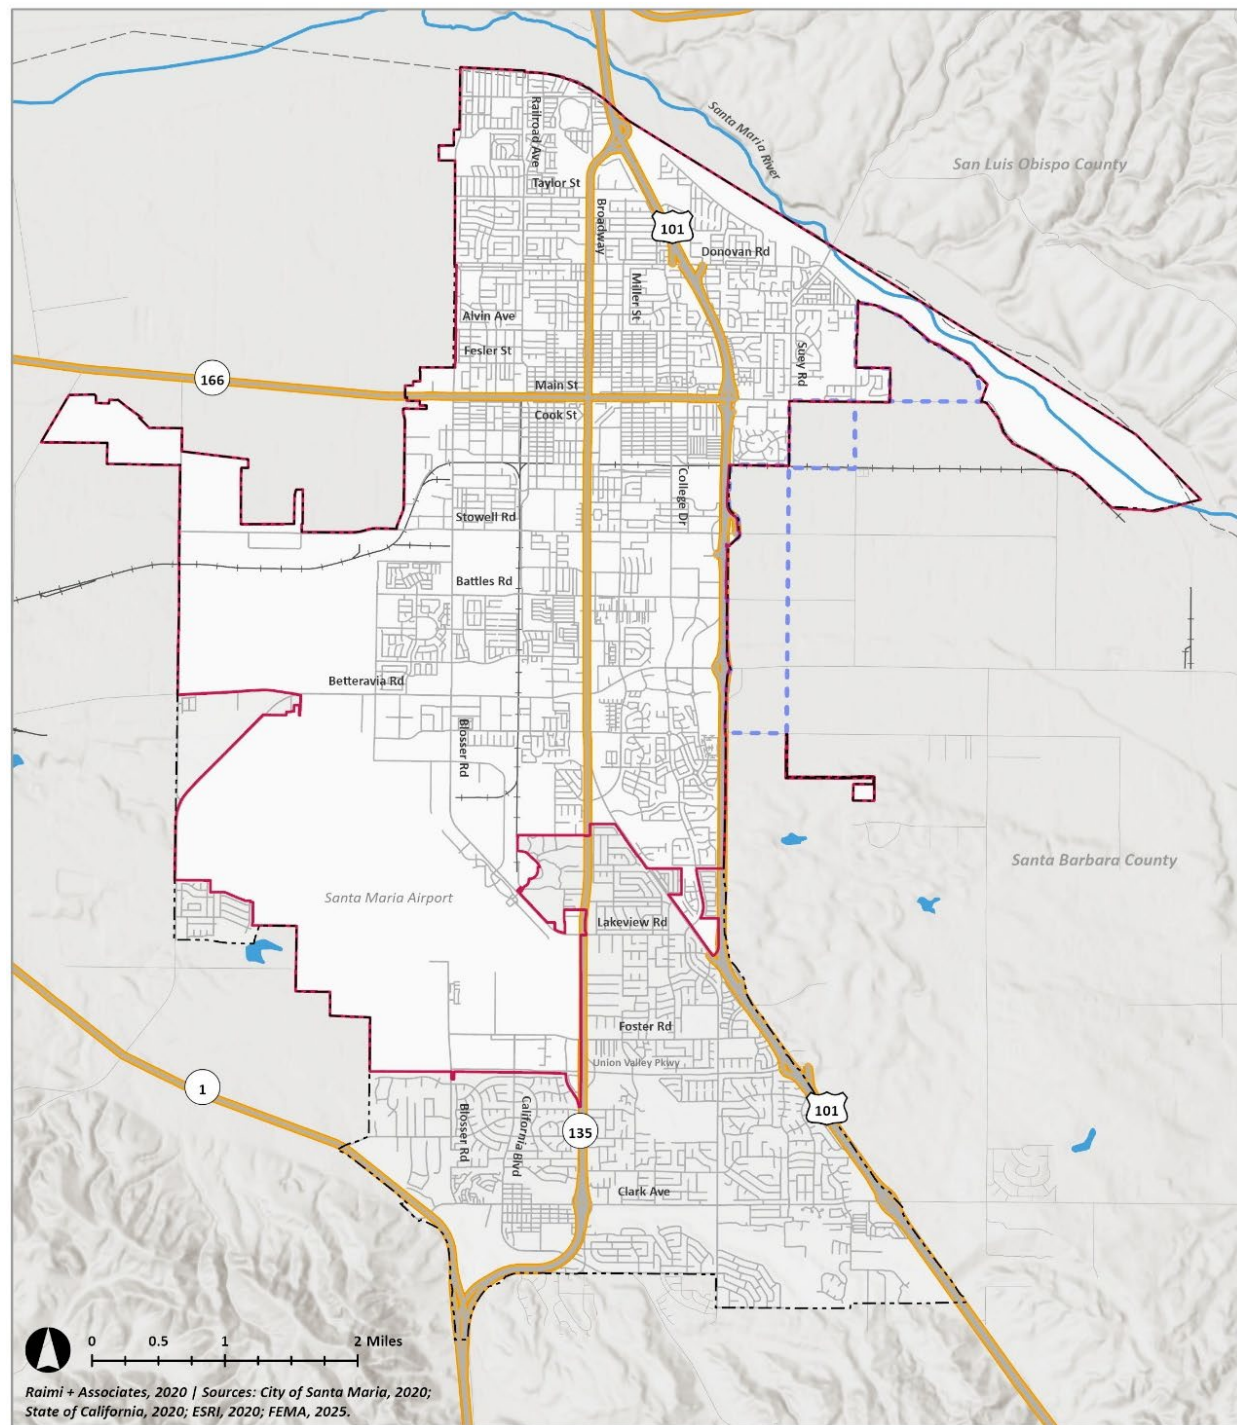 Santa Maria River
San Luis Obispo County
Railroad Ave
Taylor St
Broadway
101
Donovan Rd
Miller St
Alvin Ave
Fesler St
Suey Rd
166
Main St
Cook St
College Dr
Stowell Rd
Battles Rd
Betteravia Rd
Blosser Rd
Santa Barbara County
Santa Maria Airport
Lakeview Rd
Foster Rd
Union Valley Pkwy
1
101
Blosser Rd
California Blvd
135
Clark Ave
0 0.5 1 2 Miles
Raimi + Associates, 2020 | Sources: City of Santa Maria, 2020;
State of California, 2020; ESRI, 2020; FEMA, 2025.